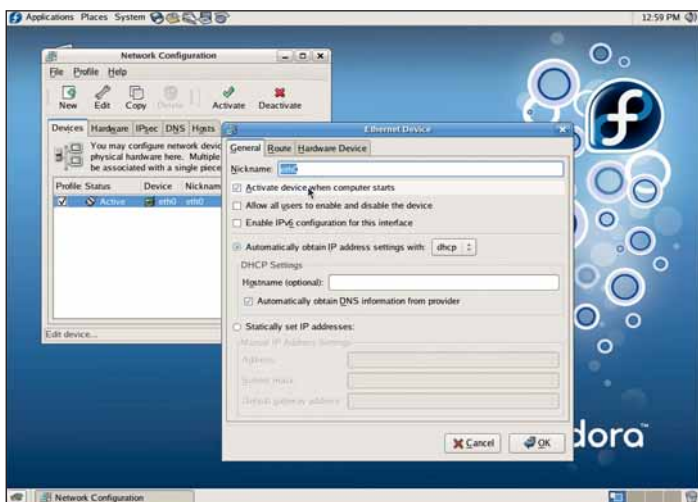 Applications Places System
12:59 PM
Network Configuration
File Profile Help
New Edit Copy Delete Activate Deactivate
Devices Hardware IPsec DNS Hosts
You may configure network devic
physical hardware here. Multiple
be associated with a single piece
Profile Status Device Nicknam
Active eth0 eth0
Edit device...
Ethernet Device
General Route Hardware Device
Nickname: eth0
Activate device when computer starts
Allow all users to enable and disable the device
Enable IPv6 configuration for this interface
Automatically obtain IP address settings with: dhcp
DHCP Settings
Hostname (optional):
Automatically obtain DNS information from provider
Statically set IP addresses:
Manual IP Address Settings
Address:
Subnet mask:
Default gateway address:
Cancel OK
dora™
Network Configuration